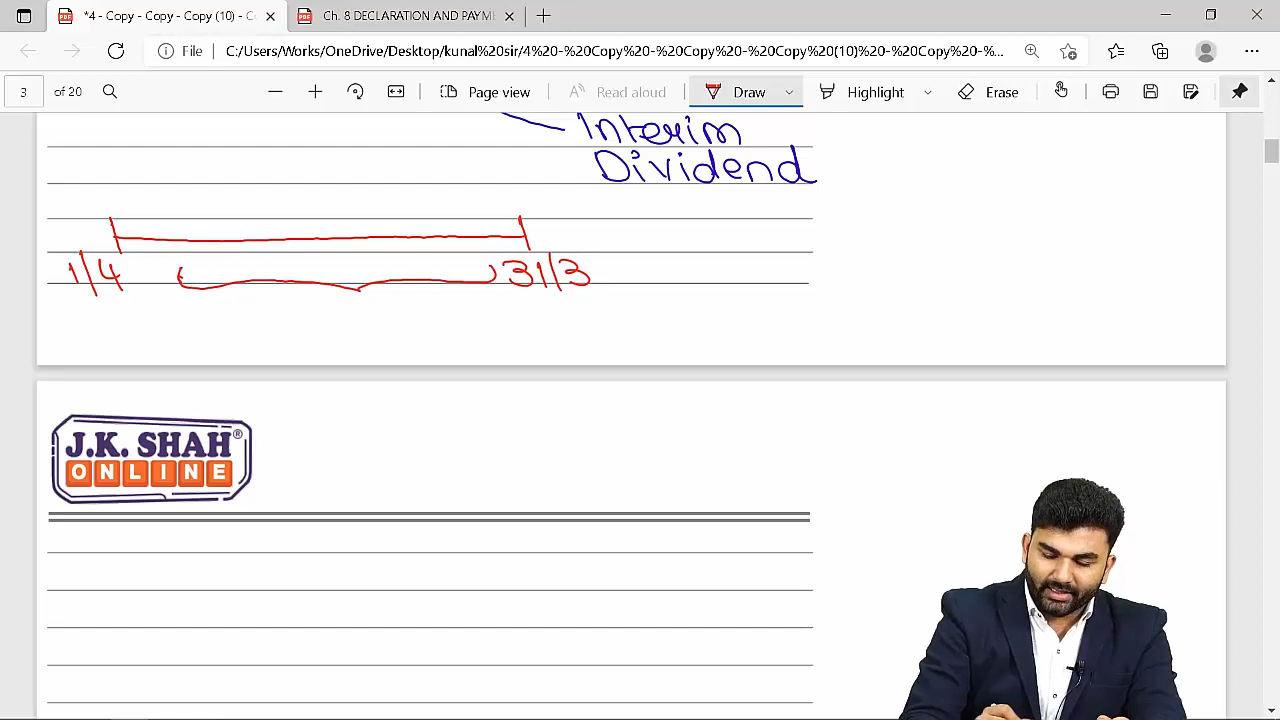 *4 - Copy - Copy - Copy (10) - Co
Ch. 8 DECLARATION AND PAYME
File
C:/Users/Works/OneDrive/Desktop/kunal%20sir/4%20-%20Copy%20-%20Copy%20-%20Copy%20(10)%20-%20Copy%20-%...
3 of 20
Page view
Read aloud
Draw
Highlight
Erase
Interim
Dividend
1/4
31/3
J.K. SHAH®
ONLINE